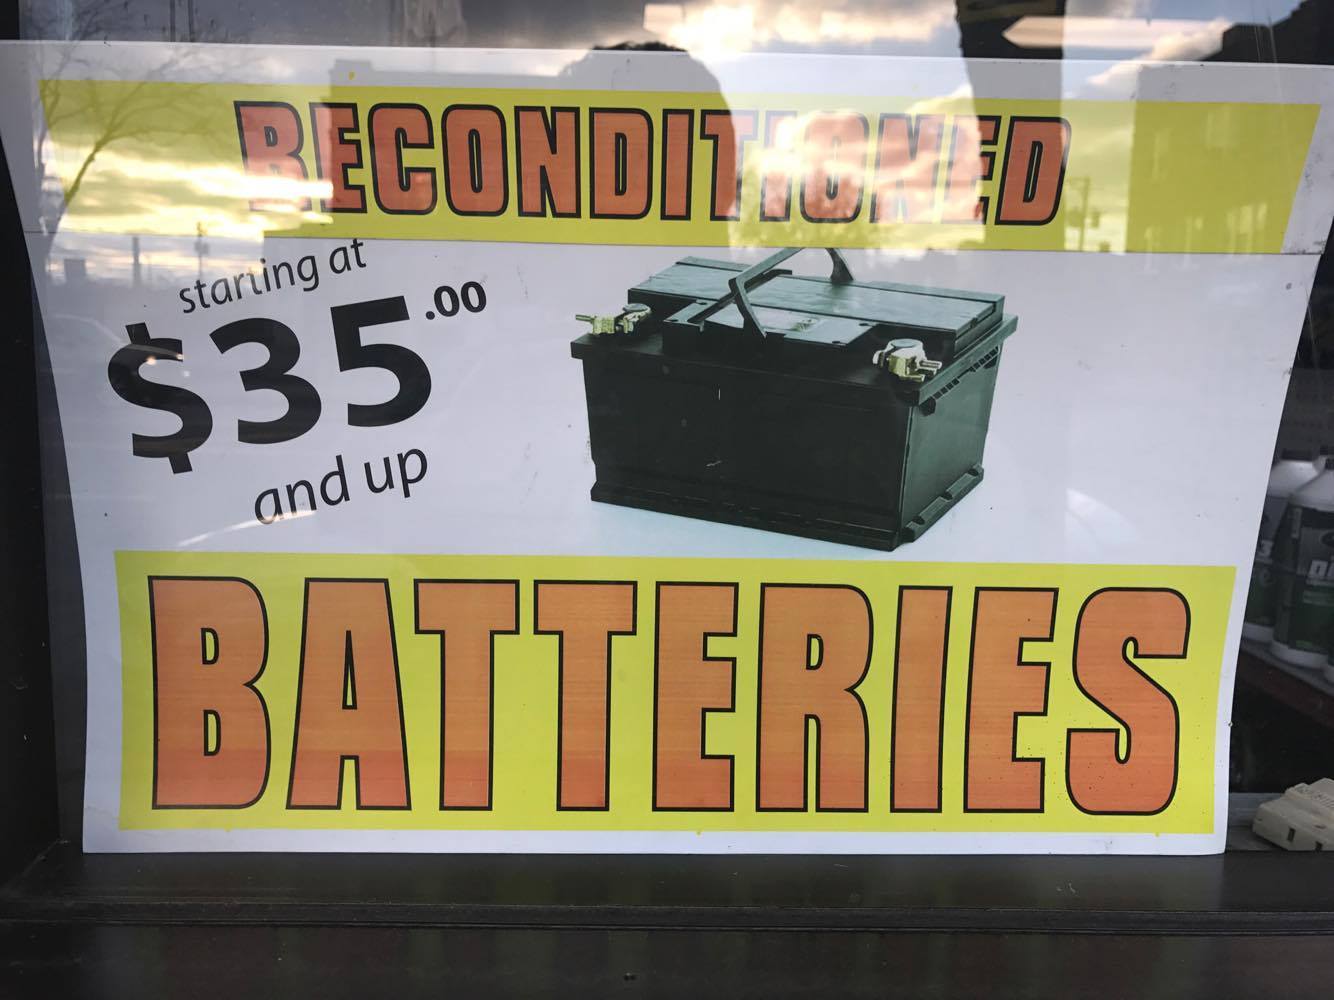 RECONDITIONED
starting at
$35.00
and up
BATTERIES